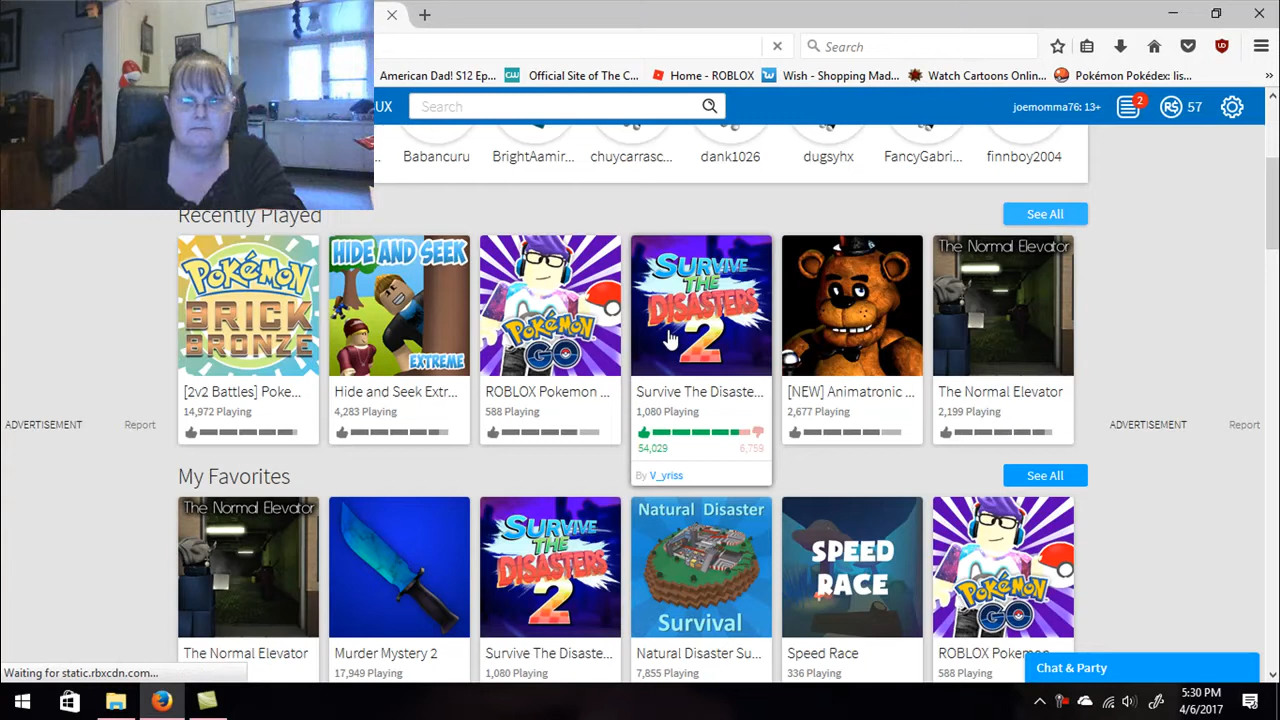 Search
American Dad! S12 Ep...
Official Site of The C...
Home - ROBLOX
Wish - Shopping Mad...
Watch Cartoons Onlin...
Pokémon Pokédex: lis...
»
UX
Search
joemomma76: 13+
2
R$ 57
Babancuru
BrightAamir...
chuycarrasc...
dank1026
dugsyhx
FancyGabri...
finnboy2004
Recently Played
See All
POKéMON
BRICK
BRONZE
HIDE AND SEEK
EXTREME
POKéMON
GO
SURVIVE
THE
DISASTERS
2
The Normal Elevator
[2v2 Battles] Poke...
Hide and Seek Extr...
ROBLOX Pokemon ...
Survive The Disaste...
[NEW] Animatronic ...
The Normal Elevator
14,972 Playing
4,283 Playing
588 Playing
1,080 Playing
2,677 Playing
2,199 Playing
54,029
6,759
By V_yriss
ADVERTISEMENT
Report
ADVERTISEMENT
Report
My Favorites
See All
The Normal Elevator
SURVIVE
THE
DISASTERS
2
Natural Disaster
Survival
SPEED
RACE
POKéMON
GO
The Normal Elevator
Murder Mystery 2
Survive The Disaste...
Natural Disaster Su...
Speed Race
ROBLOX Pokemon
17,949 Playing
1,080 Playing
7,855 Playing
336 Playing
Chat & Party
Waiting for static.rbxcdn.com...
5:30 PM
4/6/2017